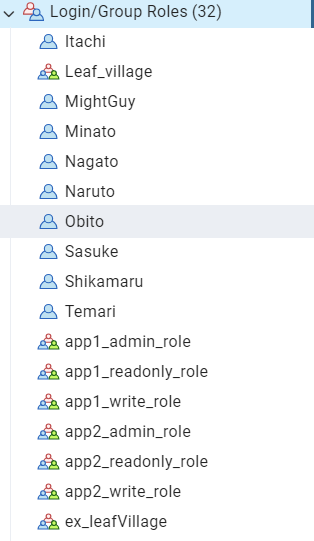 Login/Group Roles (32)
Itachi
Leaf_village
MightGuy
Minato
Nagato
Naruto
Obito
Sasuke
Shikamaru
Temari
app1_admin_role
app1_readonly_role
app1_write_role
app2_admin_role
app2_readonly_role
app2_write_role
ex_leafVillage